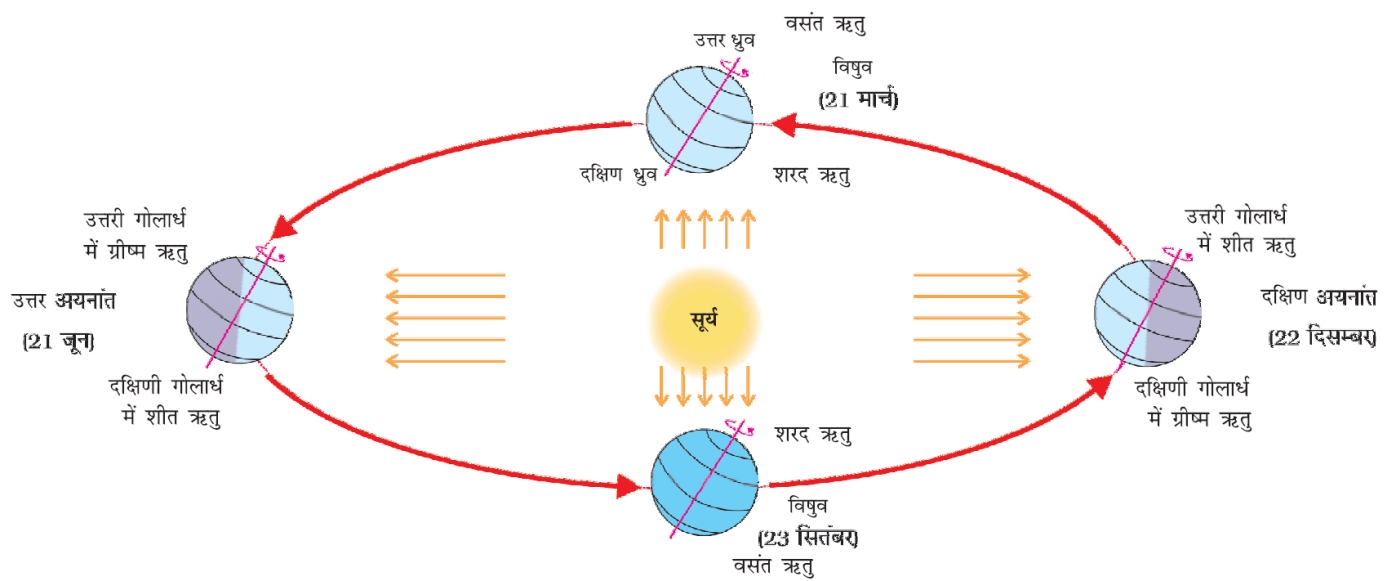 वसंत ऋतु
उत्तर ध्रुव
विषुव
(21 मार्च)
दक्षिण ध्रुव
शरद ऋतु
उत्तरी गोलार्ध
में ग्रीष्म ऋतु
उत्तर अयनांत
(21 जून)
दक्षिणी गोलार्ध
में शीत ऋतु
सूर्य
उत्तरी गोलार्ध
में शीत ऋतु
दक्षिण अयनांत
(22 दिसम्बर)
दक्षिणी गोलार्ध
में ग्रीष्म ऋतु
शरद ऋतु
विषुव
(23 सितंबर)
वसंत ऋतु